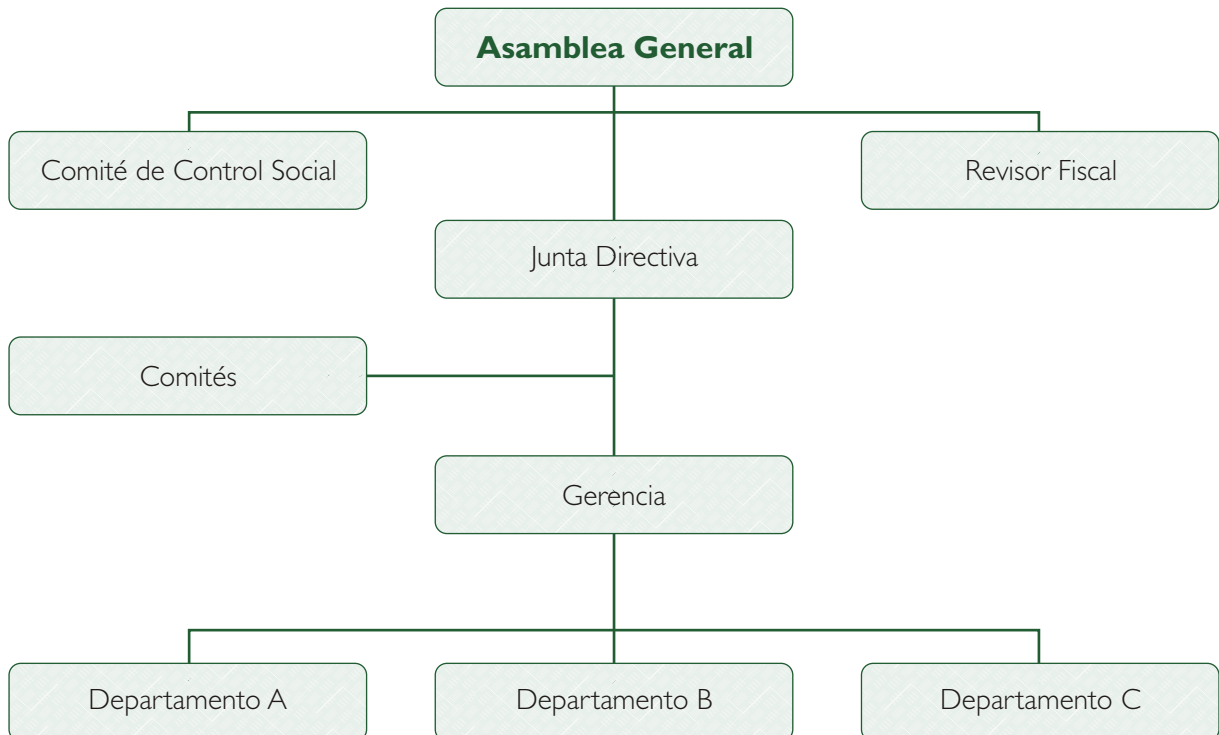 Asamblea General
Comité de Control Social
Revisor Fiscal
Junta Directiva
Comités
Gerencia
Departamento A
Departamento B
Departamento C